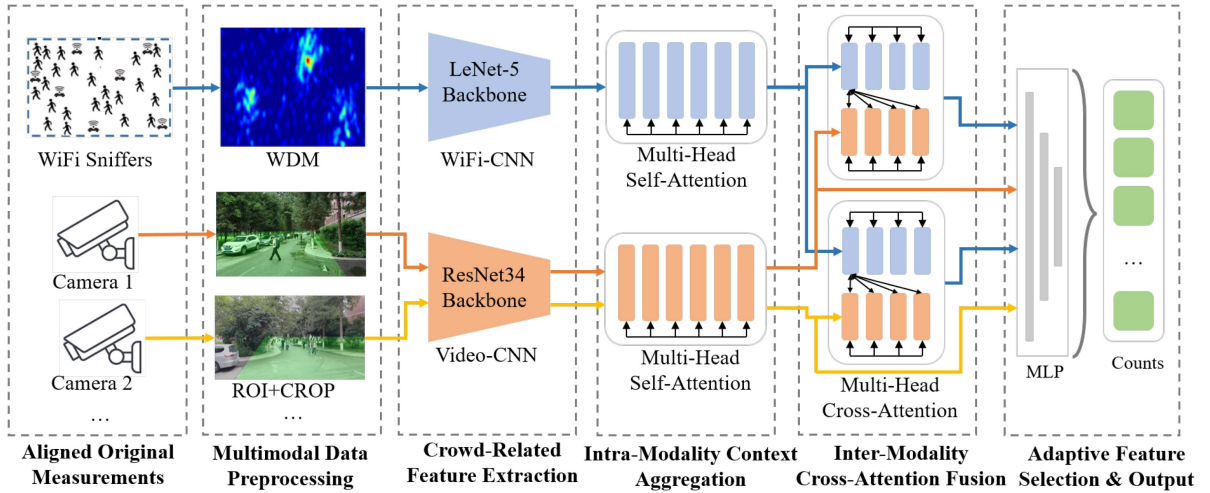 WiFi Sniffers
Camera 1
Camera 2
...
Aligned Original
Measurements
WDM
ROI+CROP
...
Multimodal Data
Preprocessing
LeNet-5
Backbone
WiFi-CNN
ResNet34
Backbone
Video-CNN
Crowd-Related
Feature Extraction
Multi-Head
Self-Attention
Multi-Head
Self-Attention
Intra-Modality Context
Aggregation
Multi-Head
Cross-Attention
Inter-Modality
Cross-Attention Fusion
MLP
...
Counts
Adaptive Feature
Selection & Output